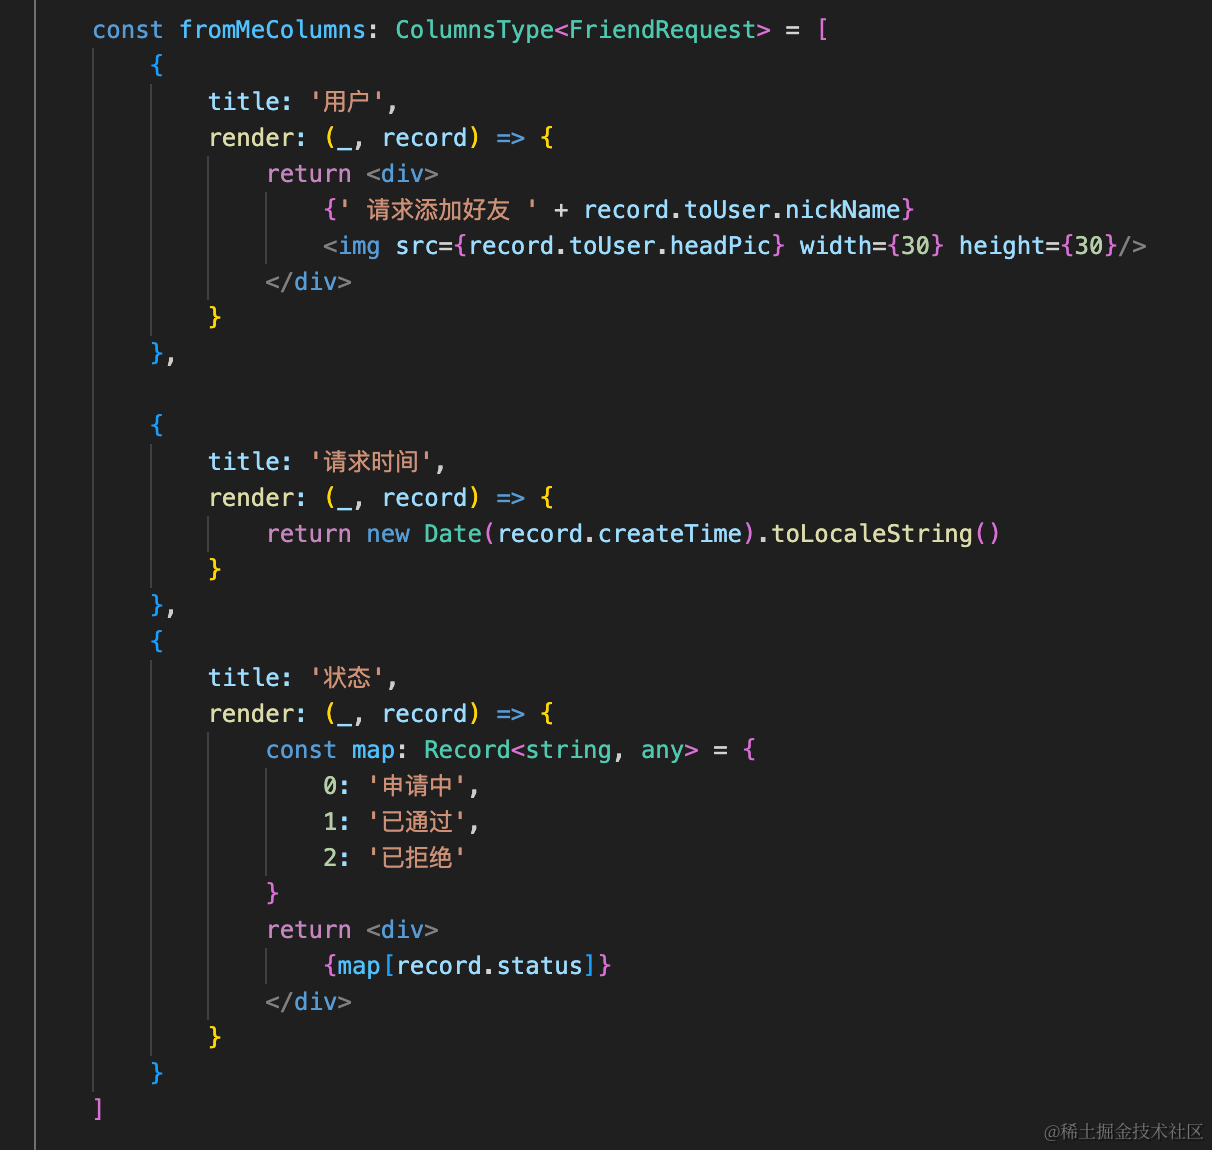 const fromMeColumns: ColumnsType<FriendRequest> = [
    {
        title: '用户',
        render: (_, record) => {
            return <div>
                {' 请求添加好友 ' + record.toUser.nickName}
                <img src={record.toUser.headPic} width={30} height={30}/>
            </div>
        }
    },

    {
        title: '请求时间',
        render: (_, record) => {
            return new Date(record.createTime).toLocaleString()
        }
    },
    {
        title: '状态',
        render: (_, record) => {
            const map: Record<string, any> = {
                0: '申请中',
                1: '已通过',
                2: '已拒绝'
            }
            return <div>
                {map[record.status]}
            </div>
        }
    }
]
@稀土掘金技术社区